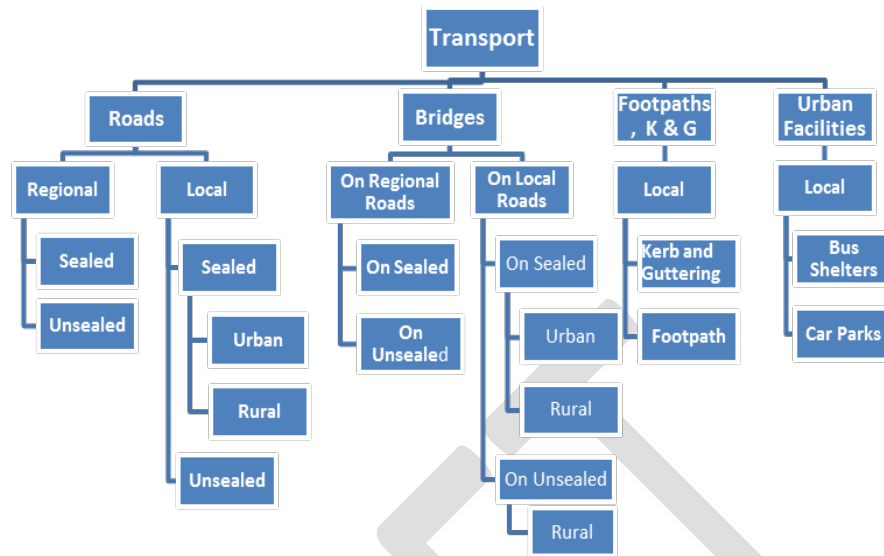 Transport
Roads
Bridges
Footpaths
, K & G
Urban
Facilities
Regional
Local
On Regional
Roads
On Local
Roads
Local
Local
Sealed
Unsealed
Sealed
Urban
Rural
Unsealed
On Sealed
On
Unsealed
On Sealed
Urban
Rural
On Unsealed
Rural
Kerb and
Guttering
Footpath
Bus
Shelters
Car Parks